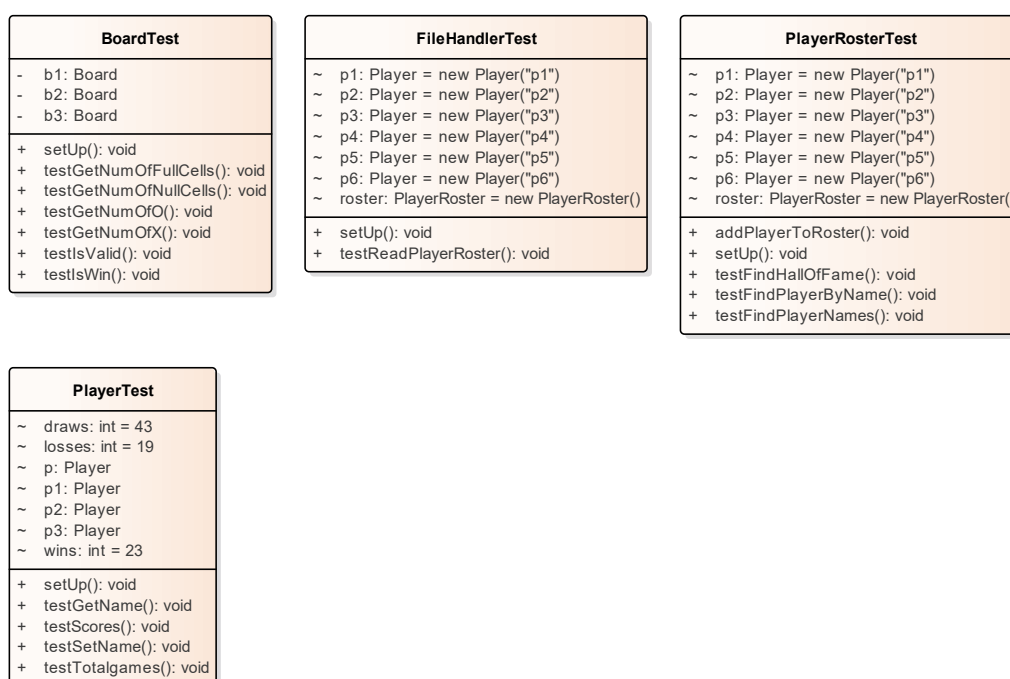 BoardTest
- b1: Board
- b2: Board
- b3: Board
+ setUp(): void
+ testGetNumOfFullCells(): void
+ testGetNumOfNullCells(): void
+ testGetNumOfO(): void
+ testGetNumOfX(): void
+ testIsValid(): void
+ testIsWin(): void
FileHandlerTest
~ p1: Player = new Player("p1")
~ p2: Player = new Player("p2")
~ p3: Player = new Player("p3")
~ p4: Player = new Player("p4")
~ p5: Player = new Player("p5")
~ p6: Player = new Player("p6")
~ roster: PlayerRoster = new PlayerRoster()
+ setUp(): void
+ testReadPlayerRoster(): void
PlayerRosterTest
~ p1: Player = new Player("p1")
~ p2: Player = new Player("p2")
~ p3: Player = new Player("p3")
~ p4: Player = new Player("p4")
~ p5: Player = new Player("p5")
~ p6: Player = new Player("p6")
~ roster: PlayerRoster = new PlayerRoster(
+ addPlayerToRoster(): void
+ setUp(): void
+ testFindHallOfFame(): void
+ testFindPlayerByName(): void
+ testFindPlayerNames(): void
PlayerTest
~ draws: int = 43
~ losses: int = 19
~ p: Player
~ p1: Player
~ p2: Player
~ p3: Player
~ wins: int = 23
+ setUp(): void
+ testGetName(): void
+ testScores(): void
+ testSetName(): void
+ testTotalgames(): void